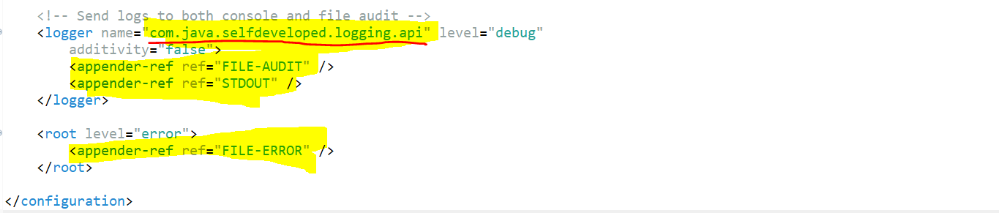 <!-- Send logs to both console and file audit -->
<logger name="com.java.selfdeveloped.logging.api" level="debug"
additivity="false">
<appender-ref ref="FILE-AUDIT" />
<appender-ref ref="STDOUT" />
</logger>
<root level="error">
<appender-ref ref="FILE-ERROR" />
</root>
</configuration>